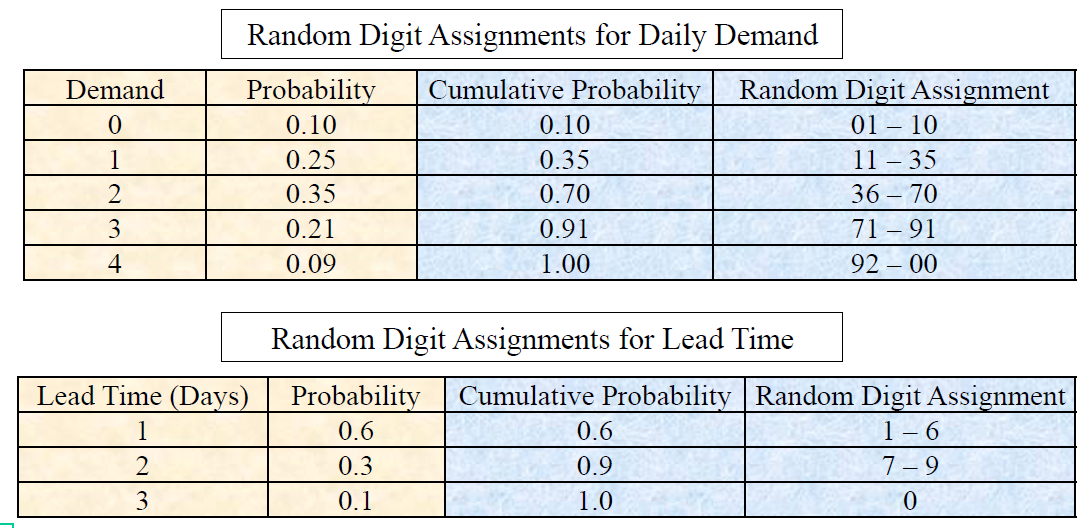 Random Digit Assignments for Daily Demand
Demand Probability Cumulative Probability Random Digit Assignment
0 0.10 0.10 01 – 10
1 0.25 0.35 11 – 35
2 0.35 0.70 36 – 70
3 0.21 0.91 71 – 91
4 0.09 1.00 92 – 00
Random Digit Assignments for Lead Time
Lead Time (Days) Probability Cumulative Probability Random Digit Assignment
1 0.6 0.6 1 – 6
2 0.3 0.9 7 – 9
3 0.1 1.0 0